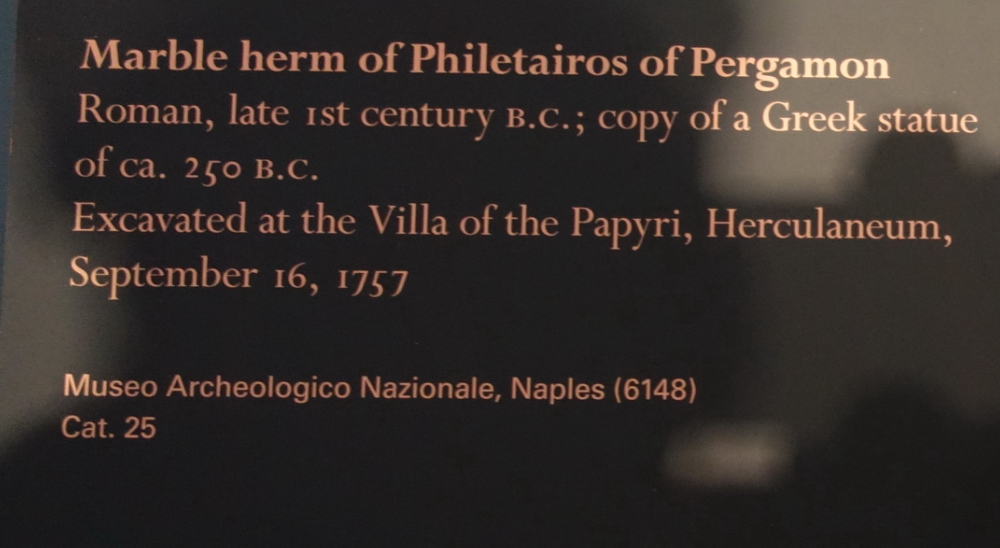 Marble herm of Philetairos of Pergamon
Roman, late 1st century B.C.; copy of a Greek statue
of ca. 250 B.C.
Excavated at the Villa of the Papyri, Herculaneum,
September 16, 1757
Museo Archeologico Nazionale, Naples (6148)
Cat. 25